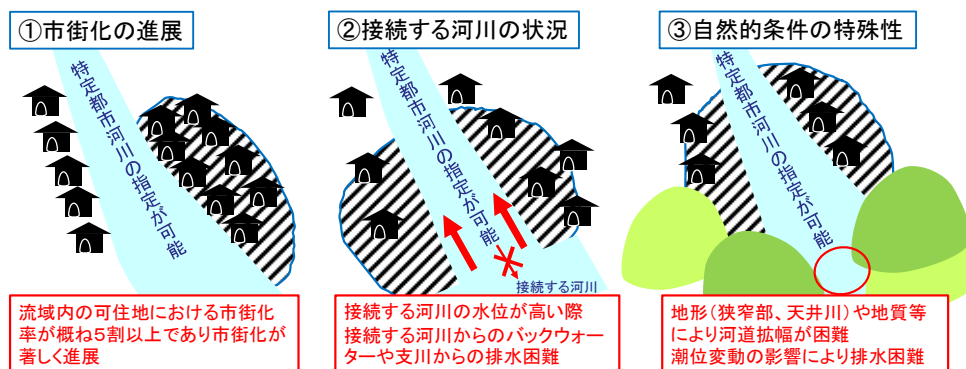 ①市街化の進展
特定都市河川の指定が可能
流域内の可住地における市街化
率が概ね5割以上であり市街化が
著しく進展
②接続する河川の状況
特定都市河川の指定が可能
接続する河川
接続する河川の水位が高い際
接続する河川からのバックウォー
ターや支川からの排水困難
③自然的条件の特殊性
特定都市河川の指定が可能
地形(狭窄部、天井川)や地質等
により河道拡幅が困難
潮位変動の影響により排水困難